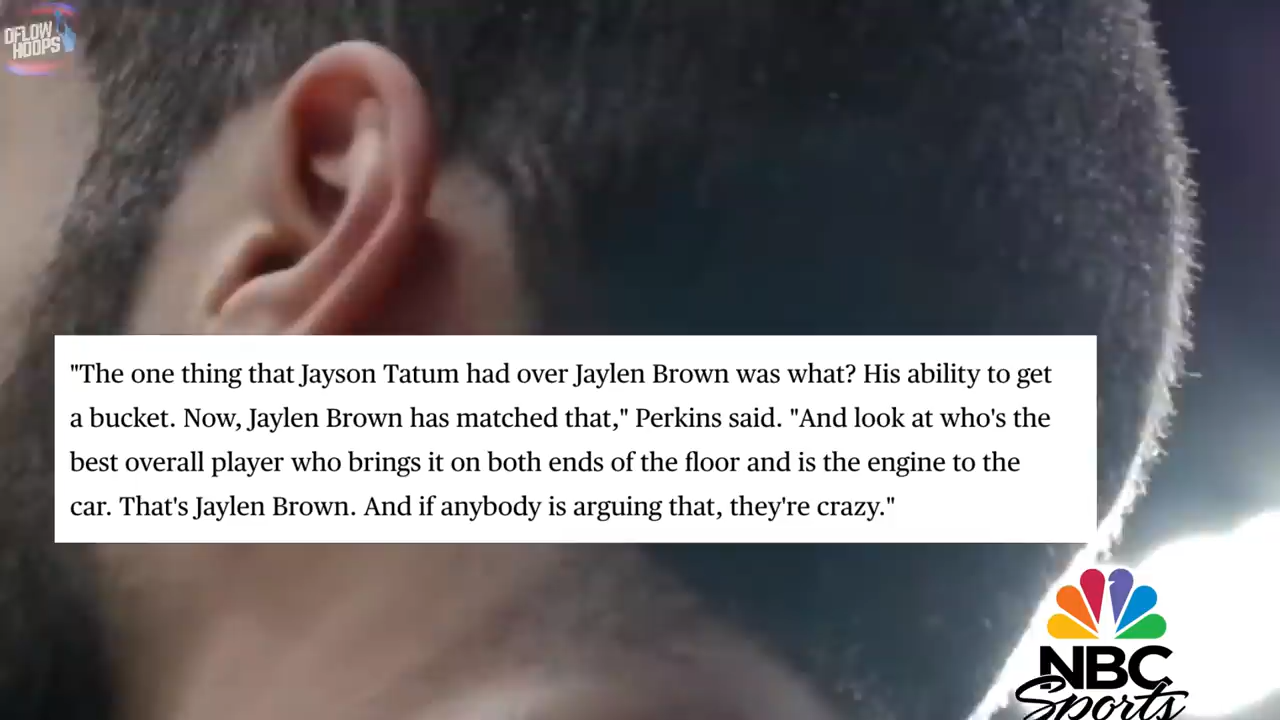 DFLOW
HOOPS
"The one thing that Jayson Tatum had over Jaylen Brown was what? His ability to get
a bucket. Now, Jaylen Brown has matched that," Perkins said. "And look at who's the
best overall player who brings it on both ends of the floor and is the engine to the
car. That's Jaylen Brown. And if anybody is arguing that, they're crazy."
NBC
Sports